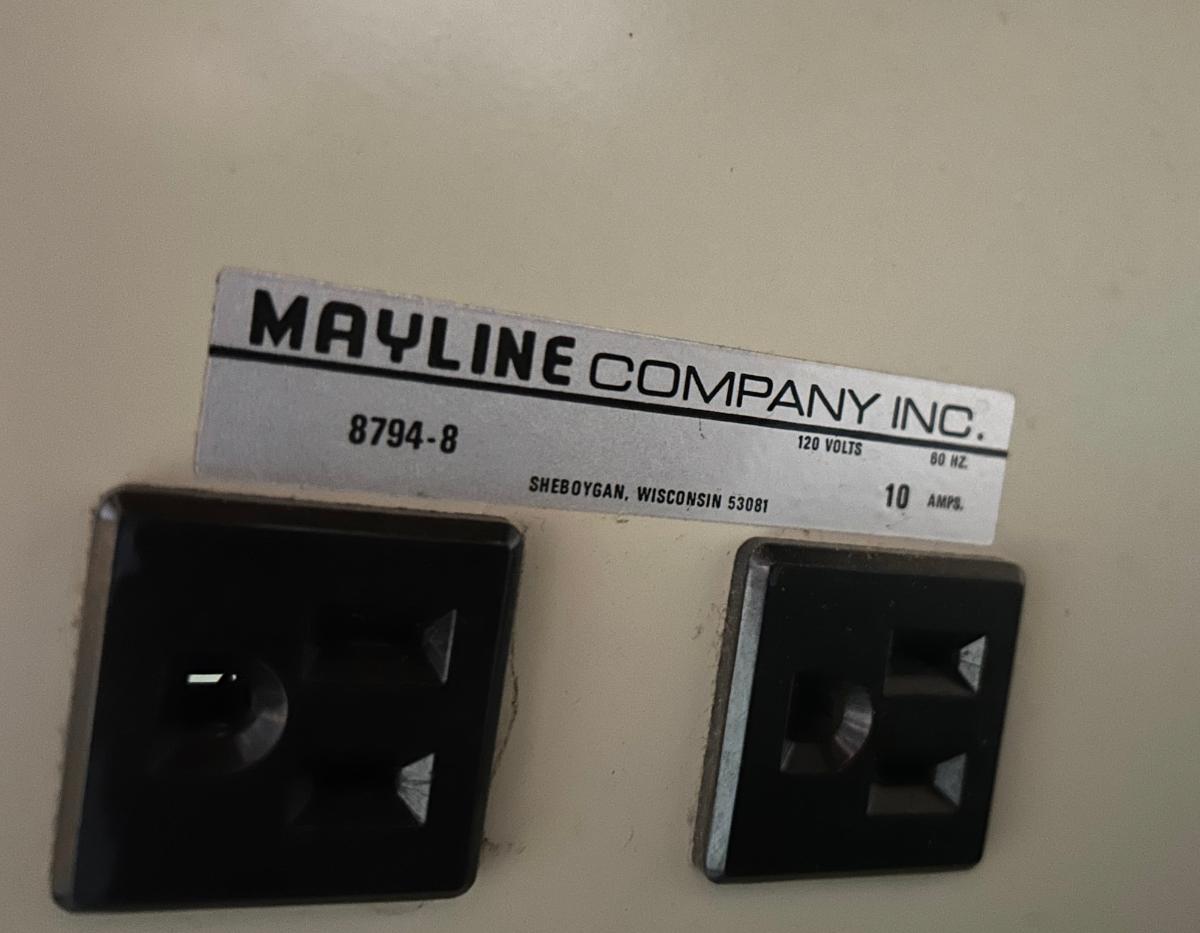 MAYLINE COMPANY INC.
8794-8
120 VOLTS
60 HZ.
SHEBOYGAN, WISCONSIN 53081
10 AMPS.